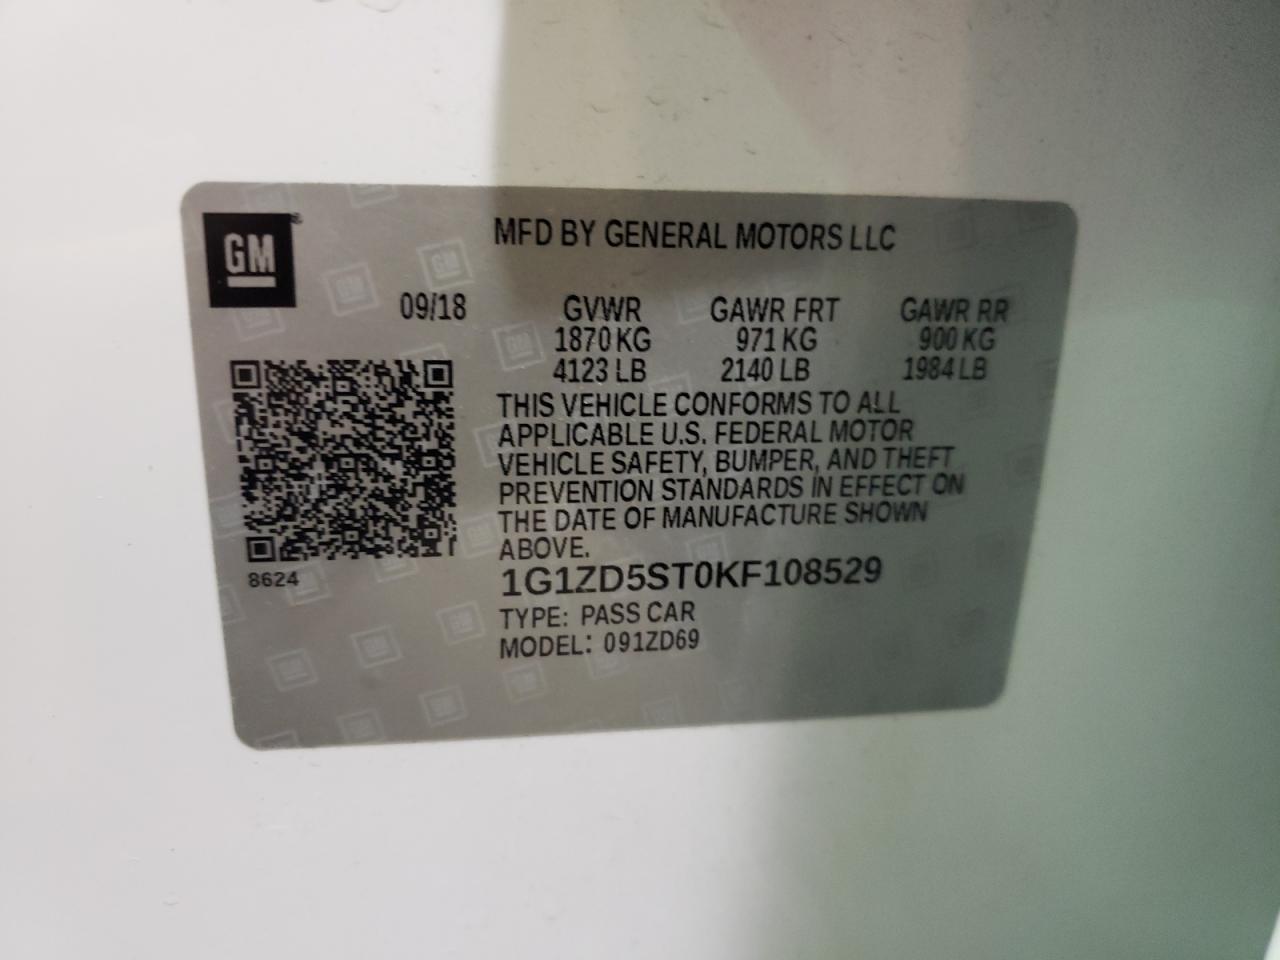 GM
MFD BY GENERAL MOTORS LLC
09/18 GVWR GAWR FRT GAWR RR
1870 KG 971 KG 900 KG
4123 LB 2140 LB 1984 LB
THIS VEHICLE CONFORMS TO ALL
APPLICABLE U.S. FEDERAL MOTOR
VEHICLE SAFETY, BUMPER, AND THEFT
PREVENTION STANDARDS IN EFFECT ON
THE DATE OF MANUFACTURE SHOWN
ABOVE.
8624
1G1ZD5ST0KF108529
TYPE: PASS CAR
MODEL: 091ZD69